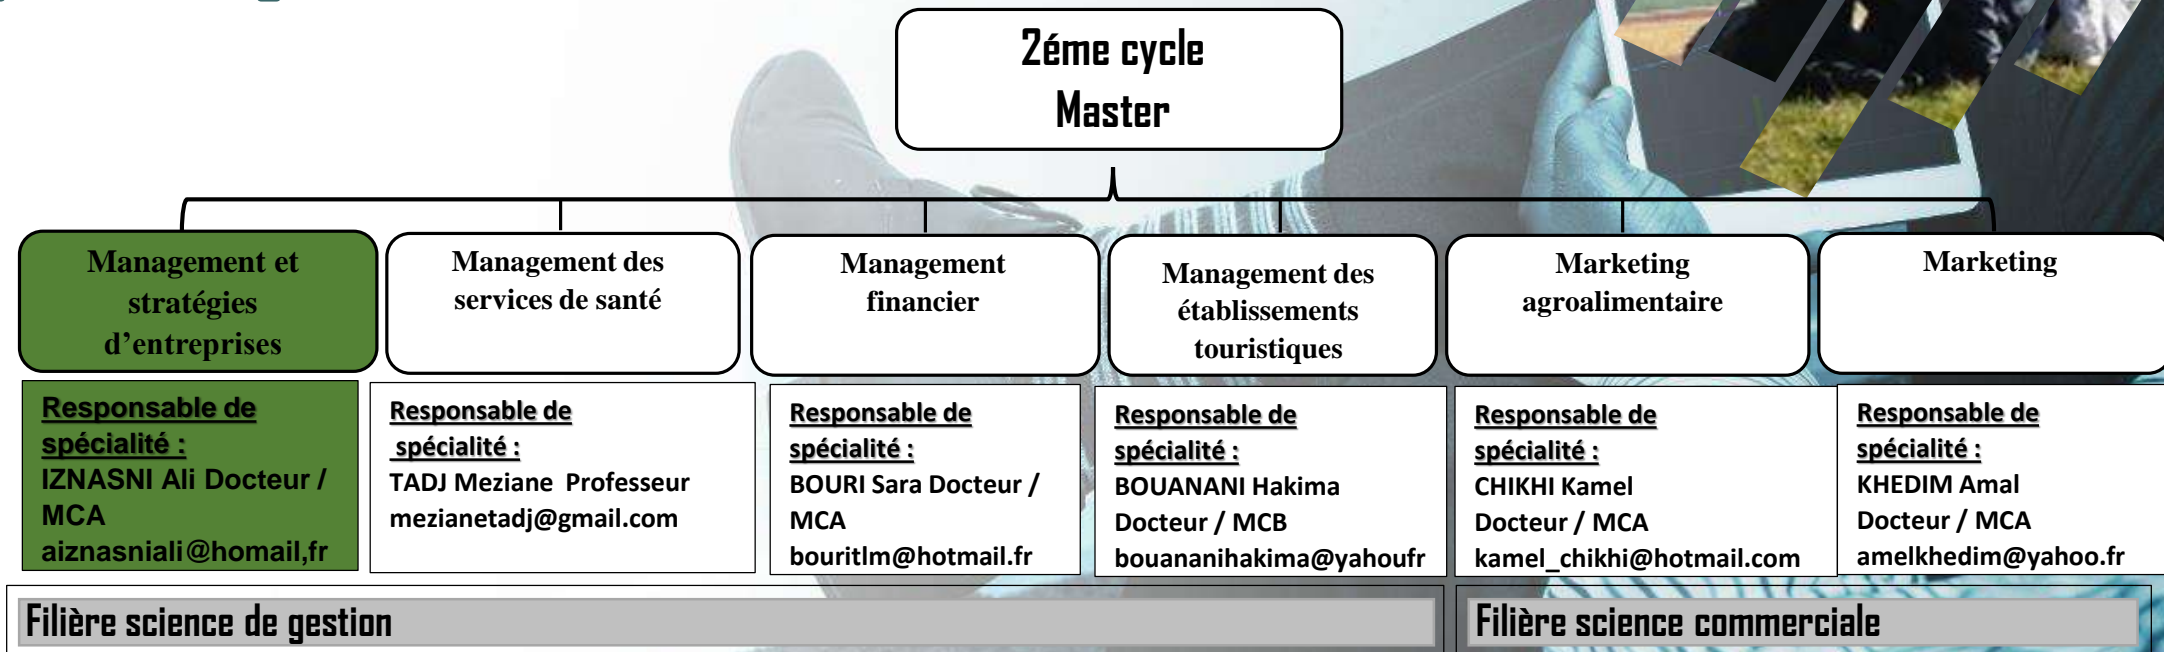 2éme cycle
Master
Management et
stratégies
d’entreprises
Management des
services de santé
Management
financier
Management des
établissements
touristiques
Marketing
agroalimentaire
Marketing
Responsable de
spécialité :
IZNASNI Ali Docteur /
MCA
aiznasniali@homail,fr
Responsable de
spécialité :
TADJ Meziane Professeur
mezianetadj@gmail.com
Responsable de
spécialité :
BOURI Sara Docteur /
MCA
bouritlm@hotmail.fr
Responsable de
spécialité :
BOUANANI Hakima
Docteur / MCB
bouananihakima@yahoufr
Responsable de
spécialité :
CHIKHI Kamel
Docteur / MCA
kamel_chikhi@hotmail.com
Responsable de
spécialité :
KHEDIM Amal
Docteur / MCA
amelkhedim@yahoo.fr
Filière science de gestion
Filière science commerciale